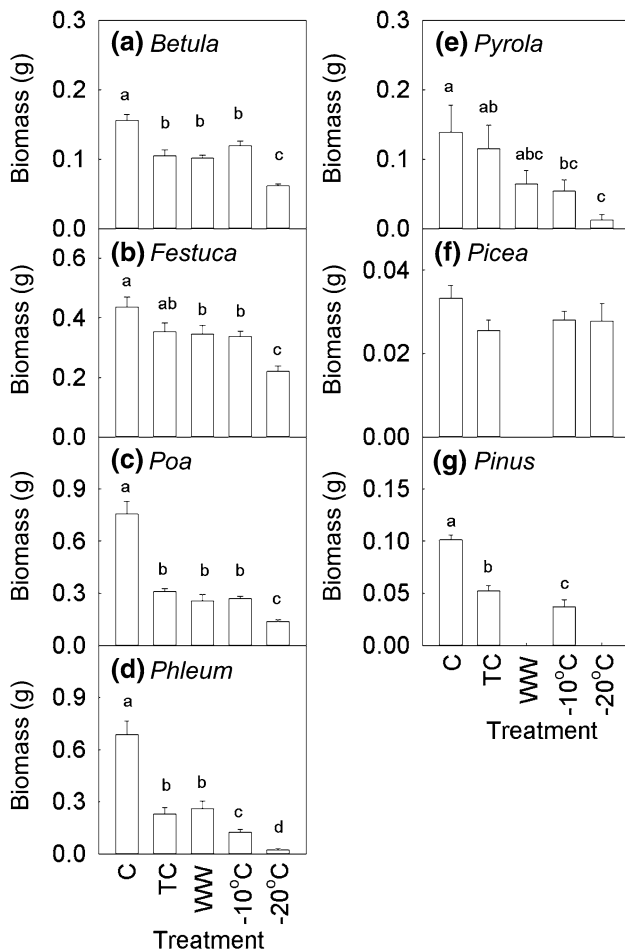 (a) Betula
Biomass (g)
0.3
0.2
0.1
0.0
a
b
b
b
c
(b) Festuca
Biomass (g)
0.6
0.4
0.2
0.0
a
ab
b
b
c
(c) Poa
Biomass (g)
0.9
0.6
0.3
0.0
a
b
b
b
c
(d) Phleum
Biomass (g)
0.9
0.6
0.3
0.0
a
b
b
c
d
C
TC
WW
-10°C
-20°C
Treatment
(e) Pyrola
Biomass (g)
0.3
0.2
0.1
0.0
a
ab
abc
bc
c
(f) Picea
Biomass (g)
0.04
0.02
0.00
(g) Pinus
Biomass (g)
0.15
0.10
0.05
0.00
a
b
c
C
TC
WW
-10°C
-20°C
Treatment